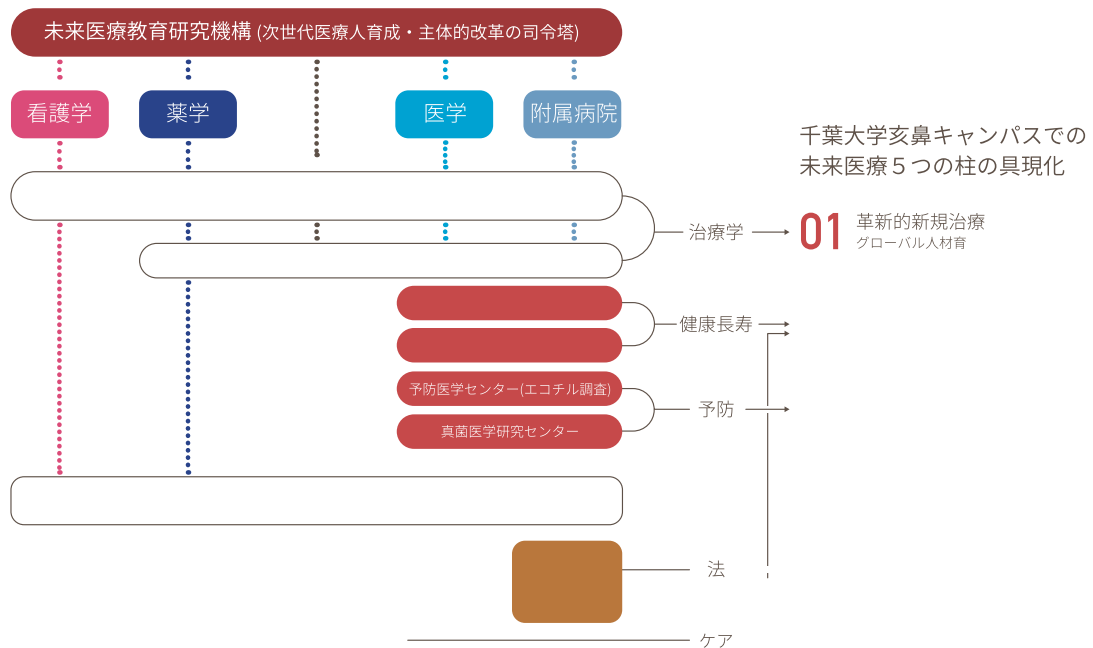 未来医療教育研究機構 (次世代医療人育成・主体的改革の司令塔)
看護学
薬学
医学
附属病院
千葉大学亥鼻キャンパスでの
未来医療５つの柱の具現化
治療学
01
革新的新規治療
グローバル人材育
健康長寿
予防医学センター(エコチル調査)
予防
真菌医学研究センター
法
ケア